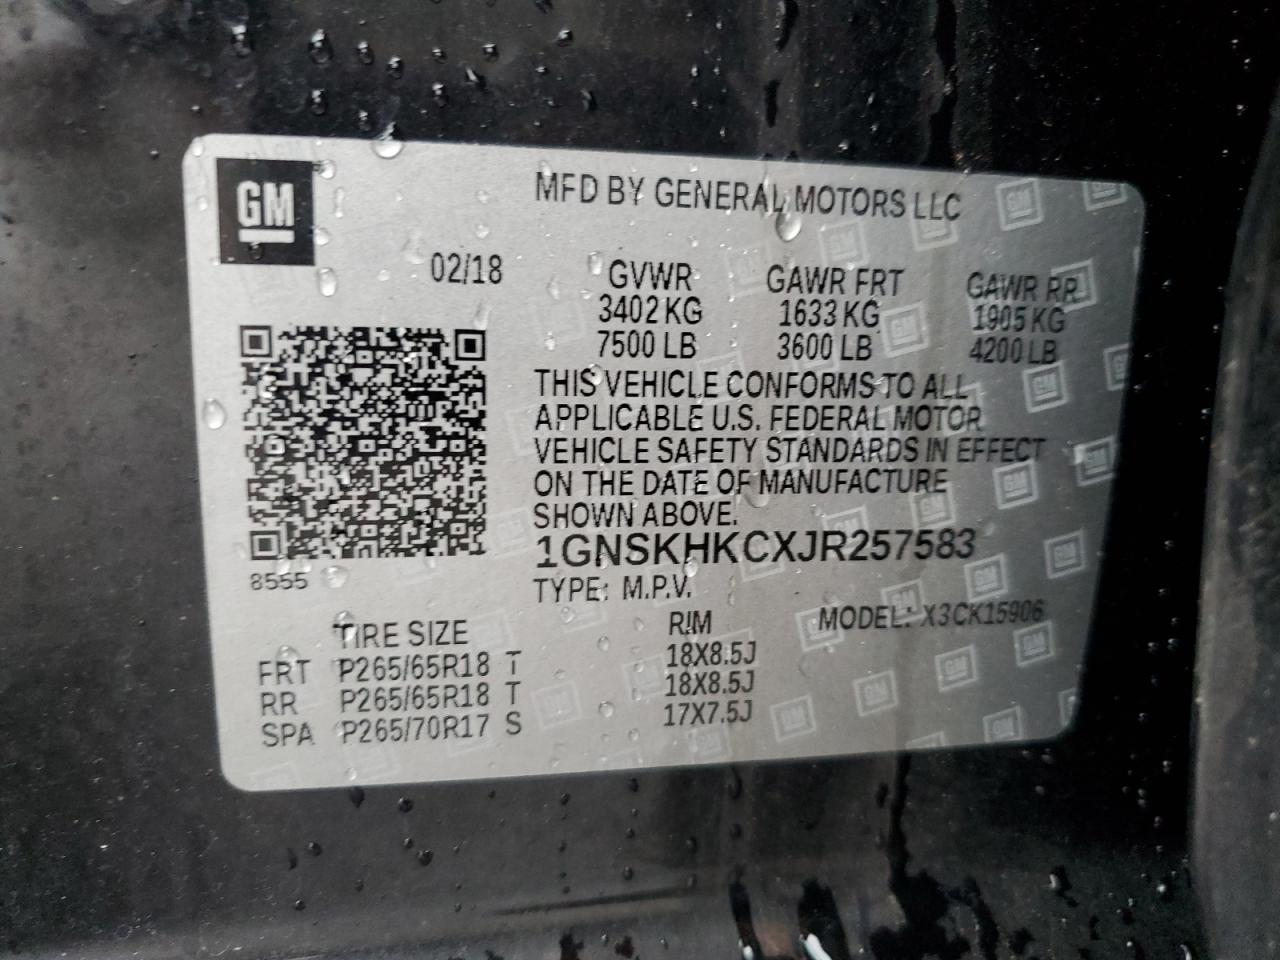 GM
MFD BY GENERAL MOTORS LLC
02/18
GVWR GAWR FRT GAWR RR
3402 KG 1633 KG 1905 KG
7500 LB 3600 LB 4200 LB
THIS VEHICLE CONFORMS TO ALL
APPLICABLE U.S. FEDERAL MOTOR
VEHICLE SAFETY STANDARDS IN EFFECT
ON THE DATE OF MANUFACTURE
SHOWN ABOVE.
1GNSKHKCXJR257583
8555
TYPE: M.P.V.
MODEL: X3CK15906
TIRE SIZE RIM
FRT P265/65R18 T 18X8.5J
RR P265/65R18 T 18X8.5J
SPA P265/70R17 S 17X7.5J